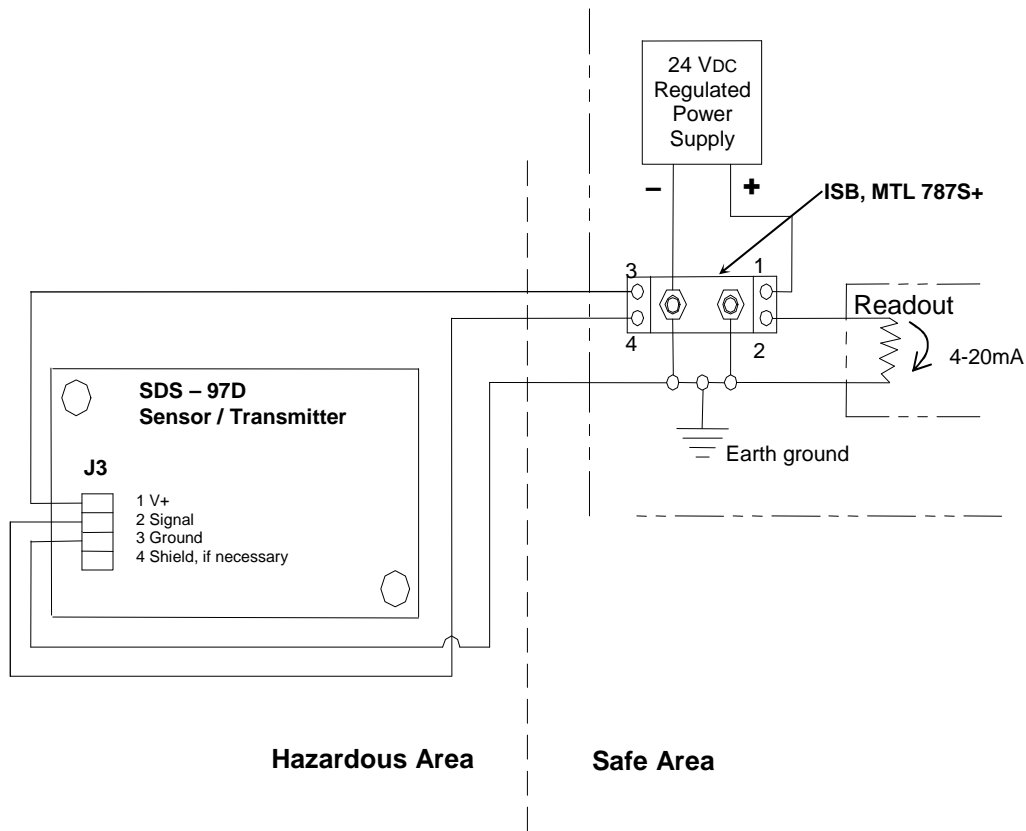 24 VDC
Regulated
Power
Supply
– +
ISB, MTL 787S+
3 1
4 2
Readout
4-20mA
SDS – 97D
Sensor / Transmitter
Earth ground
J3
1 V+
2 Signal
3 Ground
4 Shield, if necessary
Hazardous Area
Safe Area